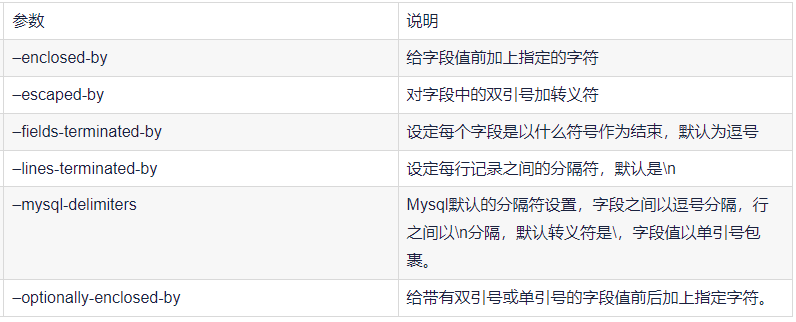 参数 说明
–enclosed-by 给字段值前加上指定的字符
–escaped-by 对字段中的双引号加转义符
–fields-terminated-by 设定每个字段是以什么符号作为结束，默认为逗号
–lines-terminated-by 设定每行记录之间的分隔符，默认是\n
–mysql-delimiters Mysql默认的分隔符设置，字段之间以逗号分隔，行
之间以\n分隔，默认转义符是\，字段值以单引号包
裹。
–optionally-enclosed-by 给带有双引号或单引号的字段值前后加上指定字符。